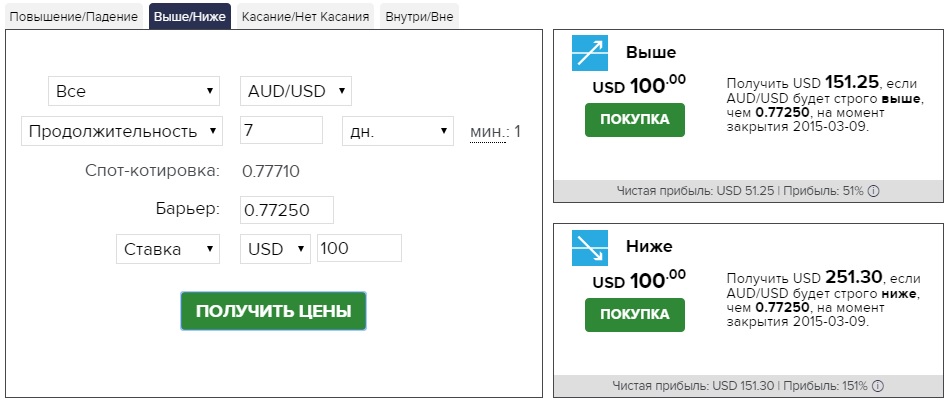 Повышение/Падение Выше/Ниже Касание/Нет Касания Внутри/Вне
Все AUD/USD
Продолжительность 7 дн. мин.: 1
Спот-котировка: 0.77710
Барьер: 0.77250
Ставка USD 100
ПОЛУЧИТЬ ЦЕНЫ
Выше
USD 100.00
ПОКУПКА
Получить USD 151.25, если
AUD/USD будет строго выше,
чем 0.77250, на момент
закрытия 2015-03-09.
Чистая прибыль: USD 51.25 | Прибыль: 51%
Ниже
USD 100.00
ПОКУПКА
Получить USD 251.30, если
AUD/USD будет строго ниже,
чем 0.77250, на момент
закрытия 2015-03-09.
Чистая прибыль: USD 151.30 | Прибыль: 151%